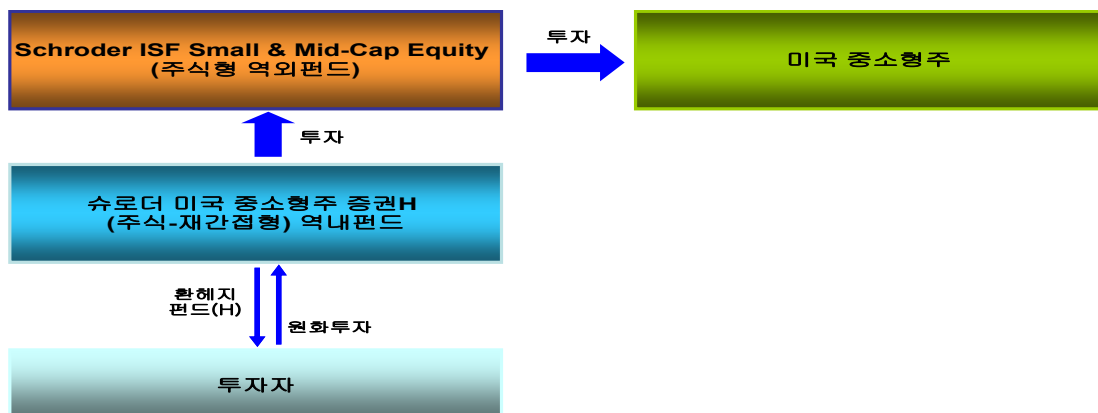 Schroder ISF Small & Mid-Cap Equity
(주식형 역외펀드)
투자
미국 중소형주
투자
슈로더 미국 중소형주 증권H
(주식-재간접형) 역내펀드
환헤지
펀드(H)
원화투자
투자자